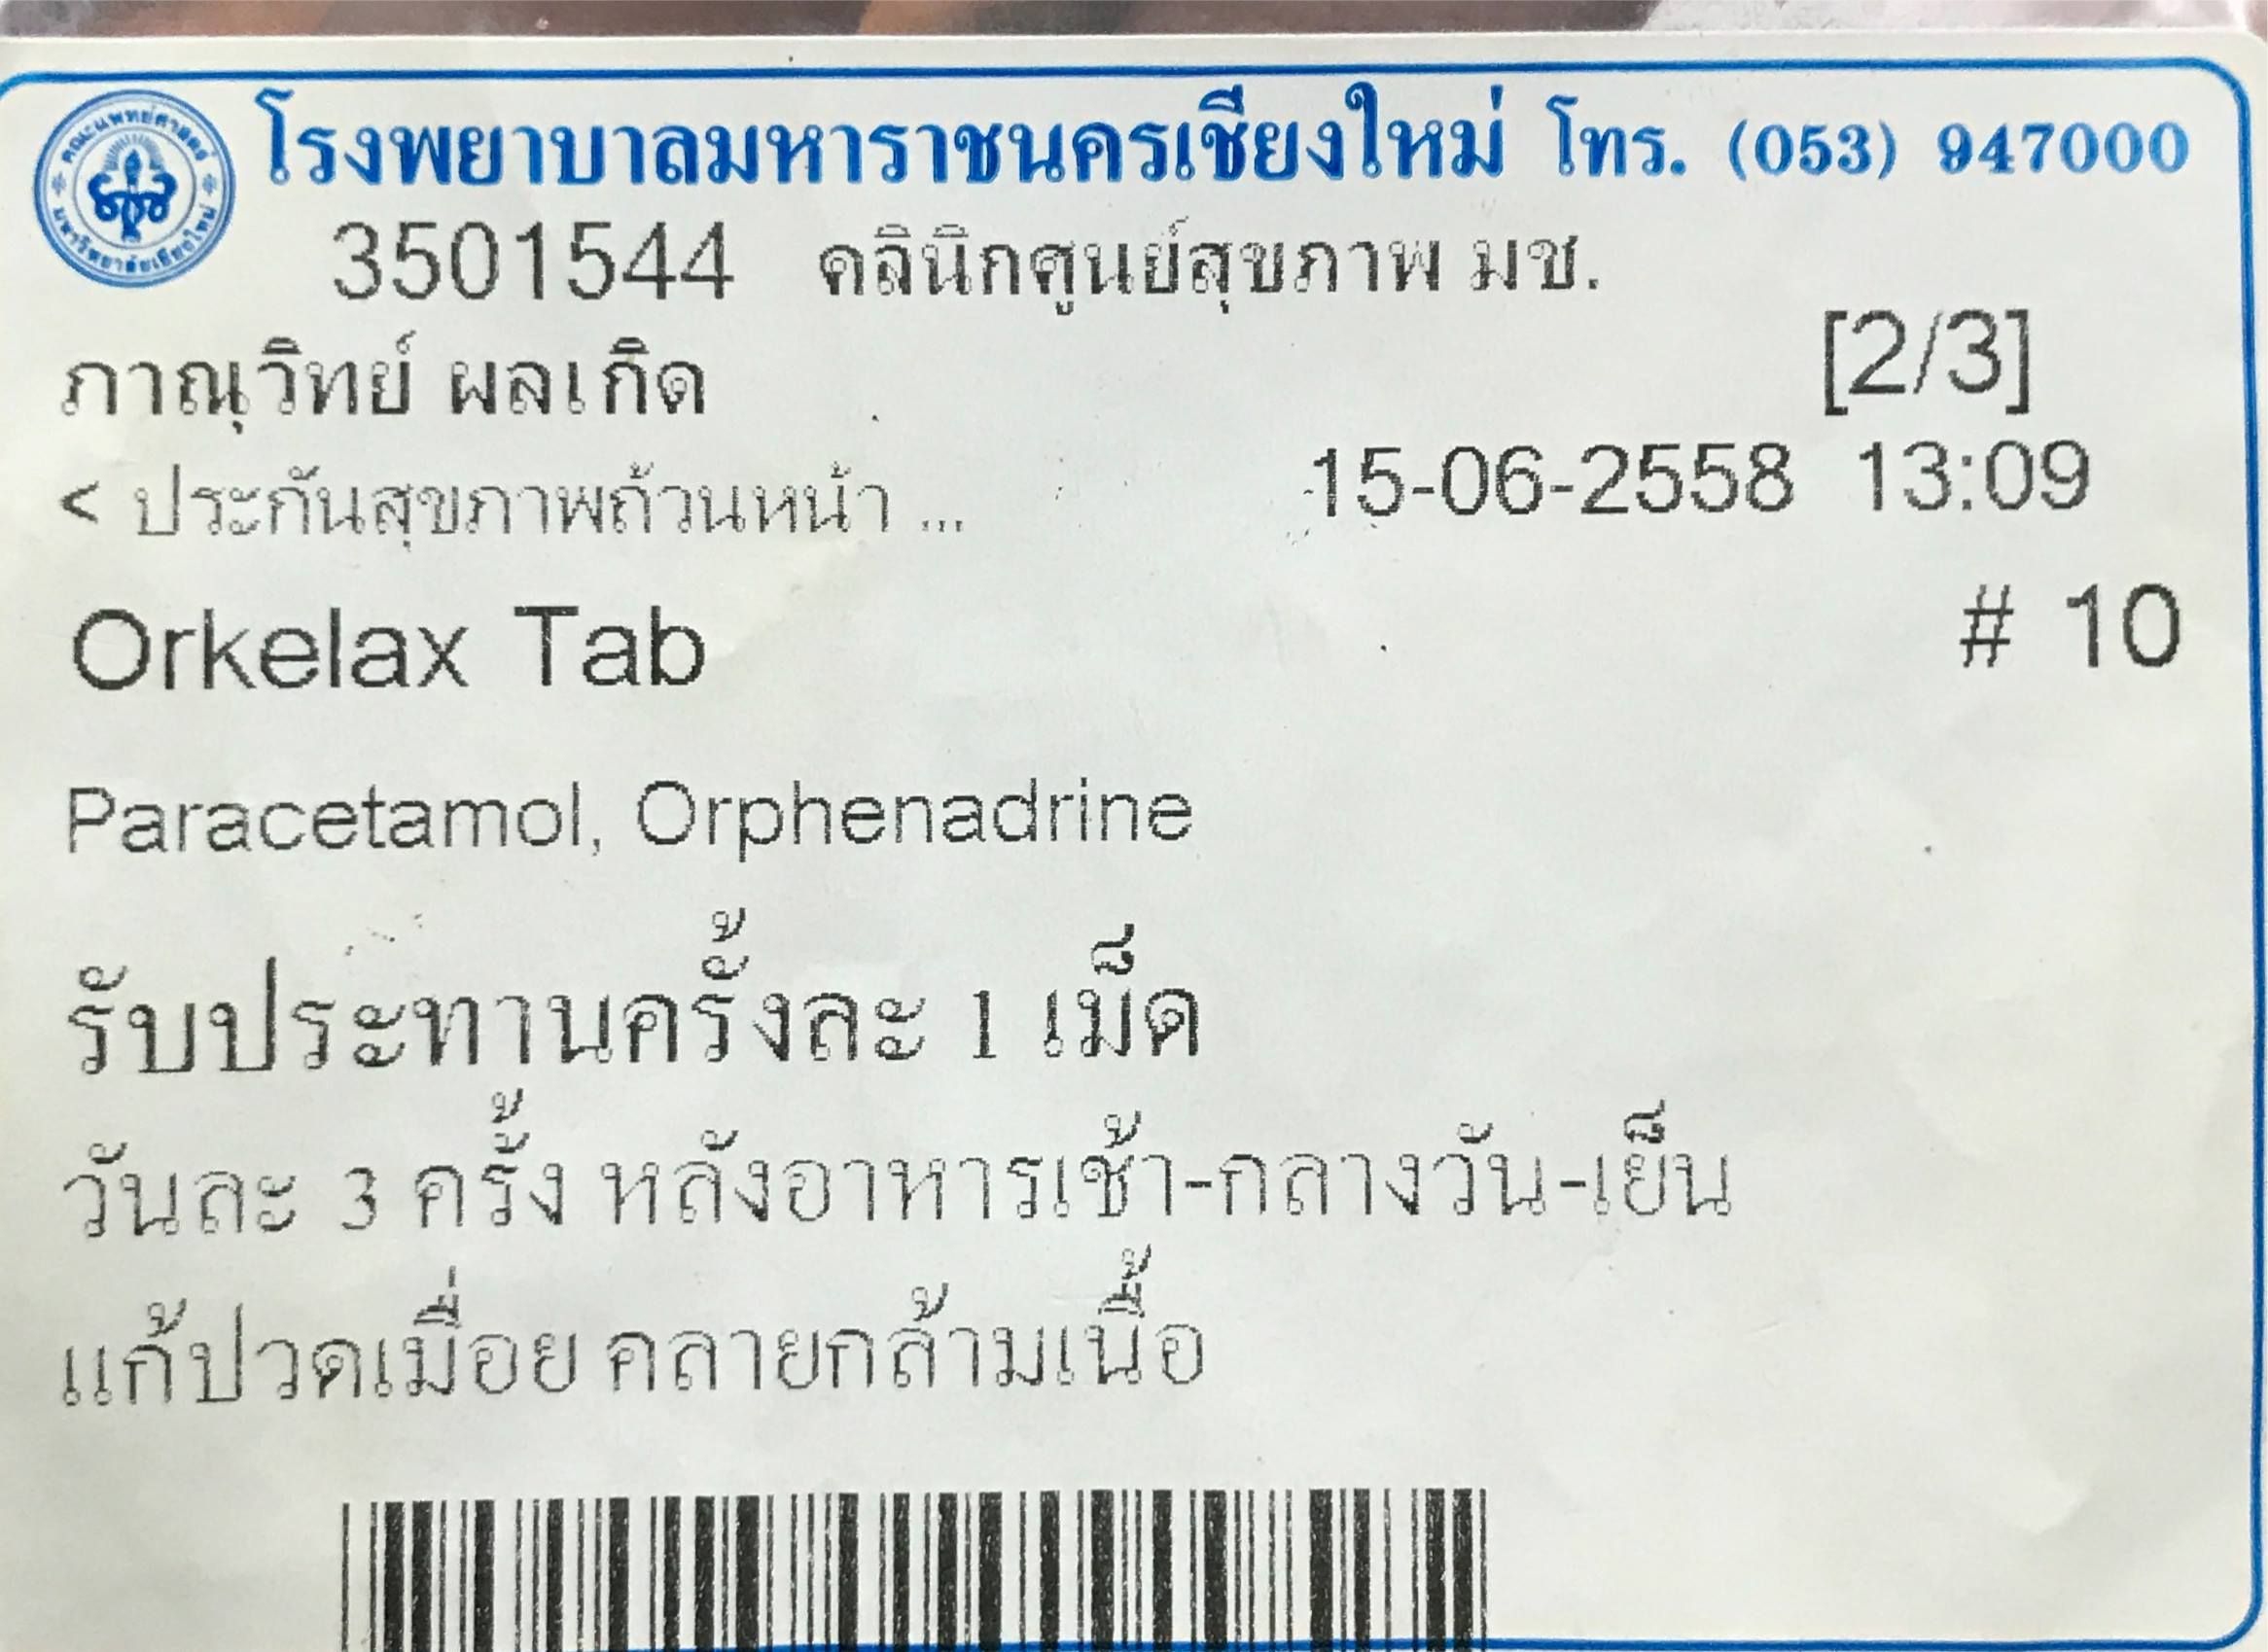 คณะแพทยศาสตร์
มหาวิทยาลัยเชียงใหม่
โรงพยาบาลมหาราชนครเชียงใหม่ โทร. (053) 947000
3501544 คลินิกศูนย์สุขภาพ มช.
[2/3]
ภาณุวิทย์ ผลเกิด
< ประกันสุขภาพถ้วนหน้า ... 15-06-2558 13:09
Orkelax Tab # 10
Paracetamol, Orphenadrine
รับประทานครั้งละ 1 เม็ด
วันละ 3 ครั้ง หลังอาหารเช้า-กลางวัน-เย็น
แก้ปวดเมื่อย คลายกล้ามเนื้อ